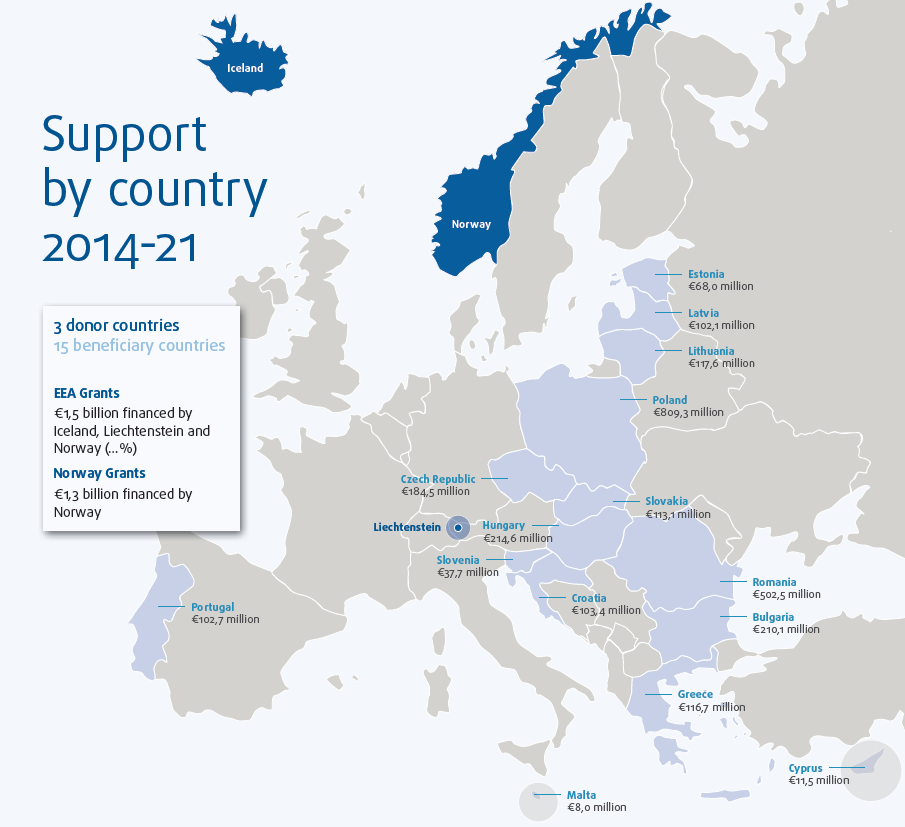 Iceland
Support
by country
2014-21
Norway
3 donor countries
15 beneficiary countries
EEA Grants
€1,5 billion financed by
Iceland, Liechtenstein and
Norway (...%)
Norway Grants
€1,3 billion financed by
Norway
Estonia
€68,0 million
Latvia
€102,1 million
Lithuania
€117,6 million
Poland
€809,3 million
Czech Republic
€184,5 million
Slovakia
€113,1 million
Liechtenstein
Hungary
€214,6 million
Slovenia
€37,7 million
Romania
€502,5 million
Croatia
€103,4 million
Portugal
€102,7 million
Bulgaria
€210,1 million
Greece
€116,7 million
Cyprus
€11,5 million
Malta
€8,0 million